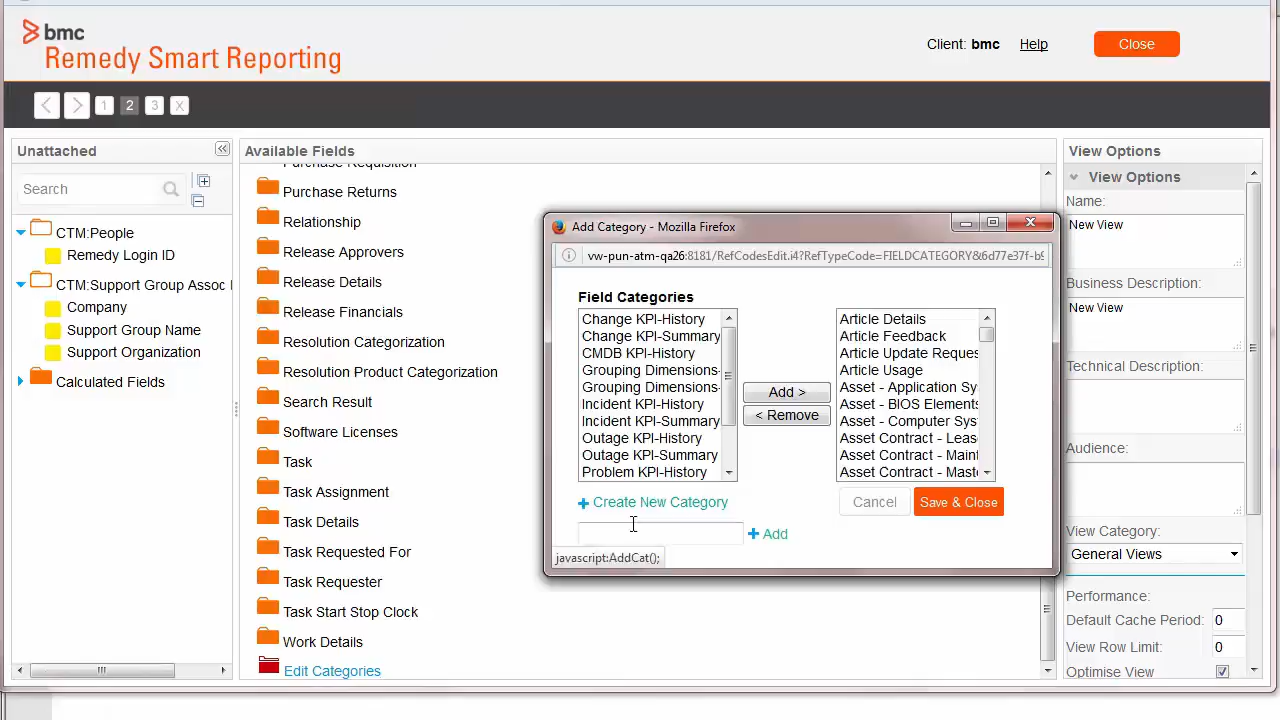 bmc
Remedy Smart Reporting
Client: bmc Help Close
1 2 3 X
Unattached
Search
CTM:People
Remedy Login ID
CTM:Support Group Assoc
Company
Support Group Name
Support Organization
Calculated Fields
Available Fields
Purchase Requisition
Purchase Returns
Relationship
Release Approvers
Release Details
Release Financials
Resolution Categorization
Resolution Product Categorization
Search Result
Software Licenses
Task
Task Assignment
Task Details
Task Requested For
Task Requester
Task Start Stop Clock
Work Details
Edit Categories
Add Category - Mozilla Firefox
vw-pun-atm-qa26:8181/RefCodesEdit.i4?RefTypeCode=FIELDCATEGORY&6d77e37f-b9
Field Categories
Change KPI-History
Change KPI-Summary
CMDB KPI-History
Grouping Dimensions-
Grouping Dimension
Incident KPI-History
Incident KPI-Summary
Outage KPI-History
Outage KPI-Summary
Problem KPI-History
Add >
< Remove
Article Details
Article Feedback
Article Update Reques
Article Usage
Asset - Application Sy
Asset - BIOS Elements
Asset - Computer Sys
Asset Contract - Leas
Asset Contract - Main
Asset Contract - Mast
Create New Category
Cancel
Save & Close
Add
javascript:AddCat();
View Options
View Options
Name:
New View
Business Description:
New View
Technical Description:
Audience:
View Category:
General Views
Performance:
Default Cache Period: 0
View Row Limit: 0
Optimise View